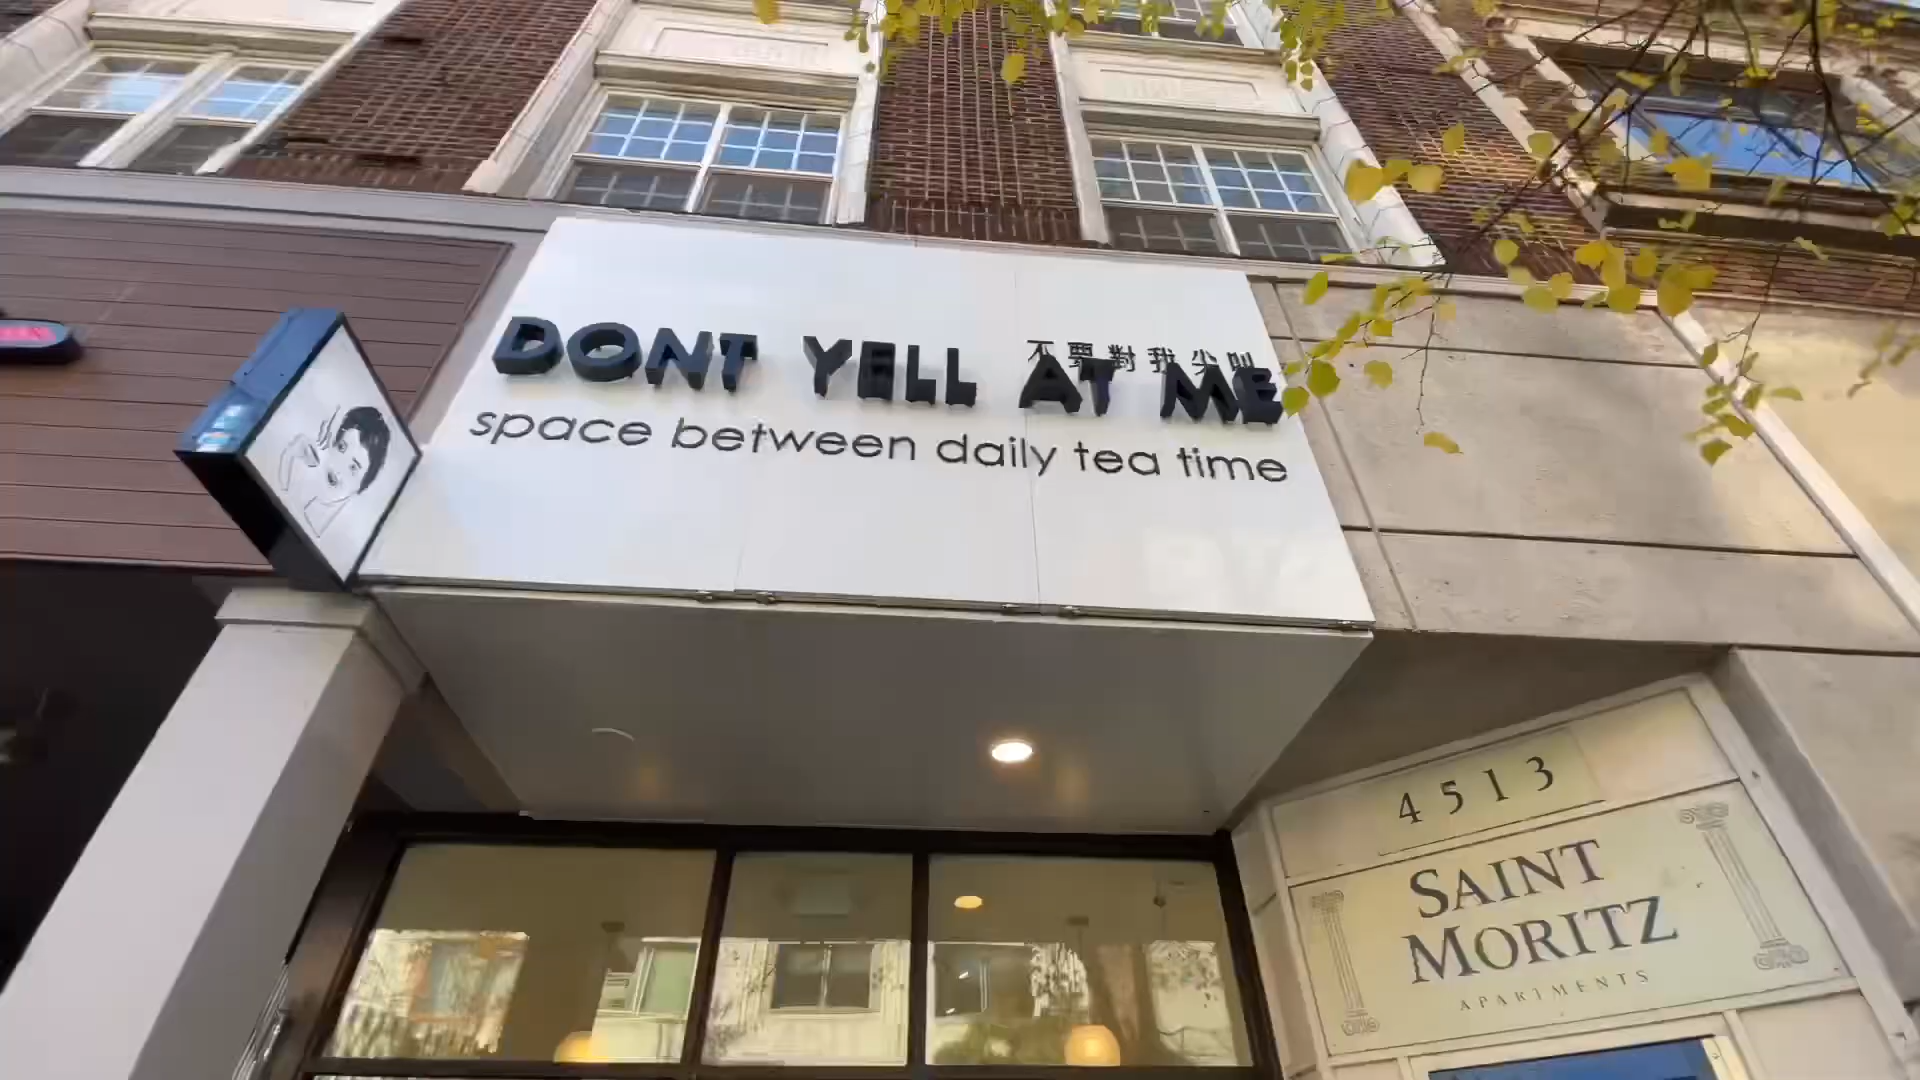 不要對我尖叫
DONT YELL AT ME
space between daily tea time
4513
SAINT
MORITZ
APARTMENTS